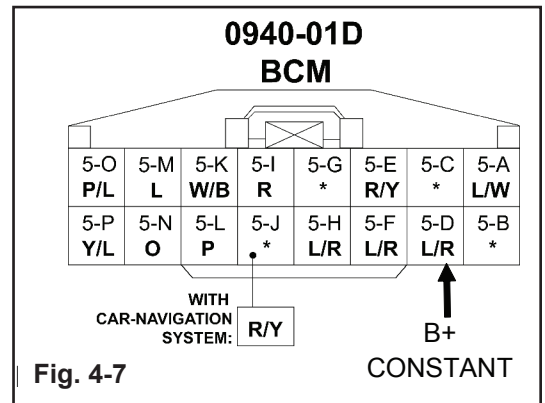 0940-01D
BCM
5-O 5-M 5-K 5-I 5-G 5-E 5-C 5-A
P/L L W/B R * R/Y * L/W
5-P 5-N 5-L 5-J 5-H 5-F 5-D 5-B
Y/L O P * L/R L/R L/R *
WITH
CAR-NAVIGATION
SYSTEM: R/Y
B+
CONSTANT
Fig. 4-7